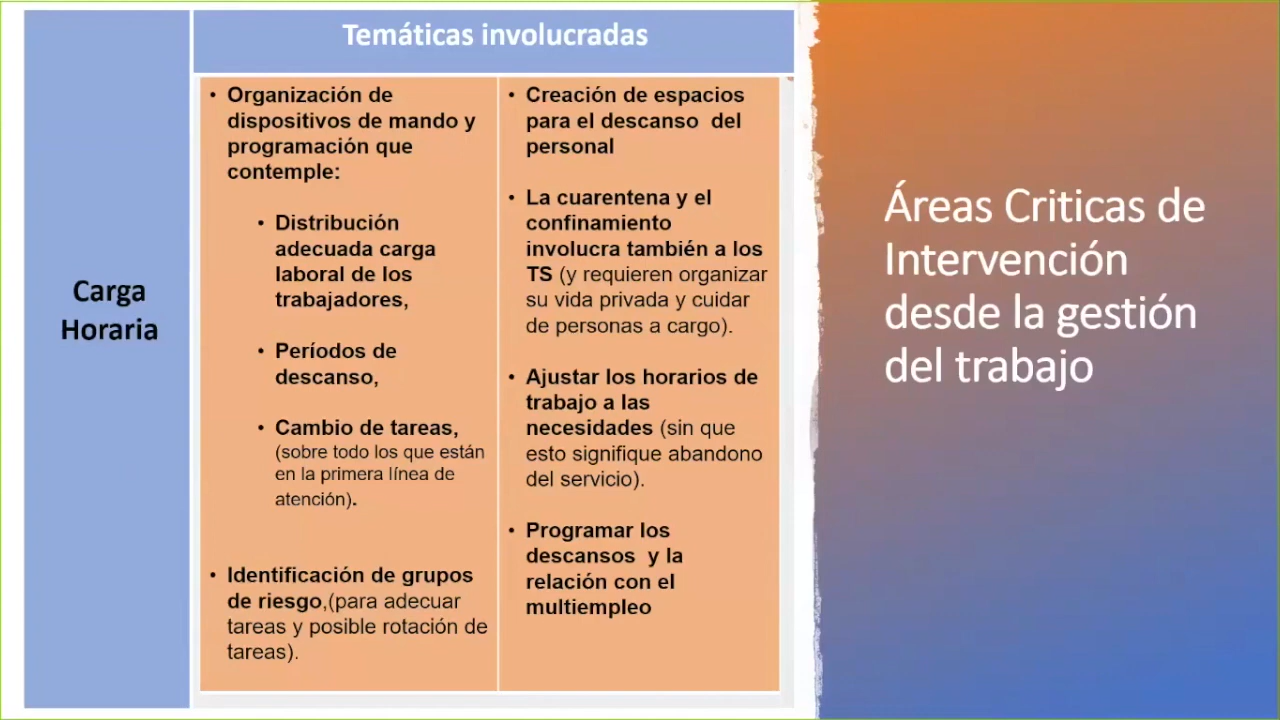 Temáticas involucradas
Carga
Horaria
• Organización de
dispositivos de mando y
programación que
contemple:
• Distribución
adecuada carga
laboral de los
trabajadores,
• Períodos de
descanso,
• Cambio de tareas,
(sobre todo los que están
en la primera línea de
atención).
• Identificación de grupos
de riesgo,(para adecuar
tareas y posible rotación de
tareas).
• Creación de espacios
para el descanso del
personal
• La cuarentena y el
confinamiento
involucra también a los
TS (y requieren organizar
su vida privada y cuidar
de personas a cargo).
• Ajustar los horarios de
trabajo a las
necesidades (sin que
esto signifique abandono
del servicio).
• Programar los
descansos y la
relación con el
multiempleo
Áreas Criticas de
Intervención
desde la gestión
del trabajo